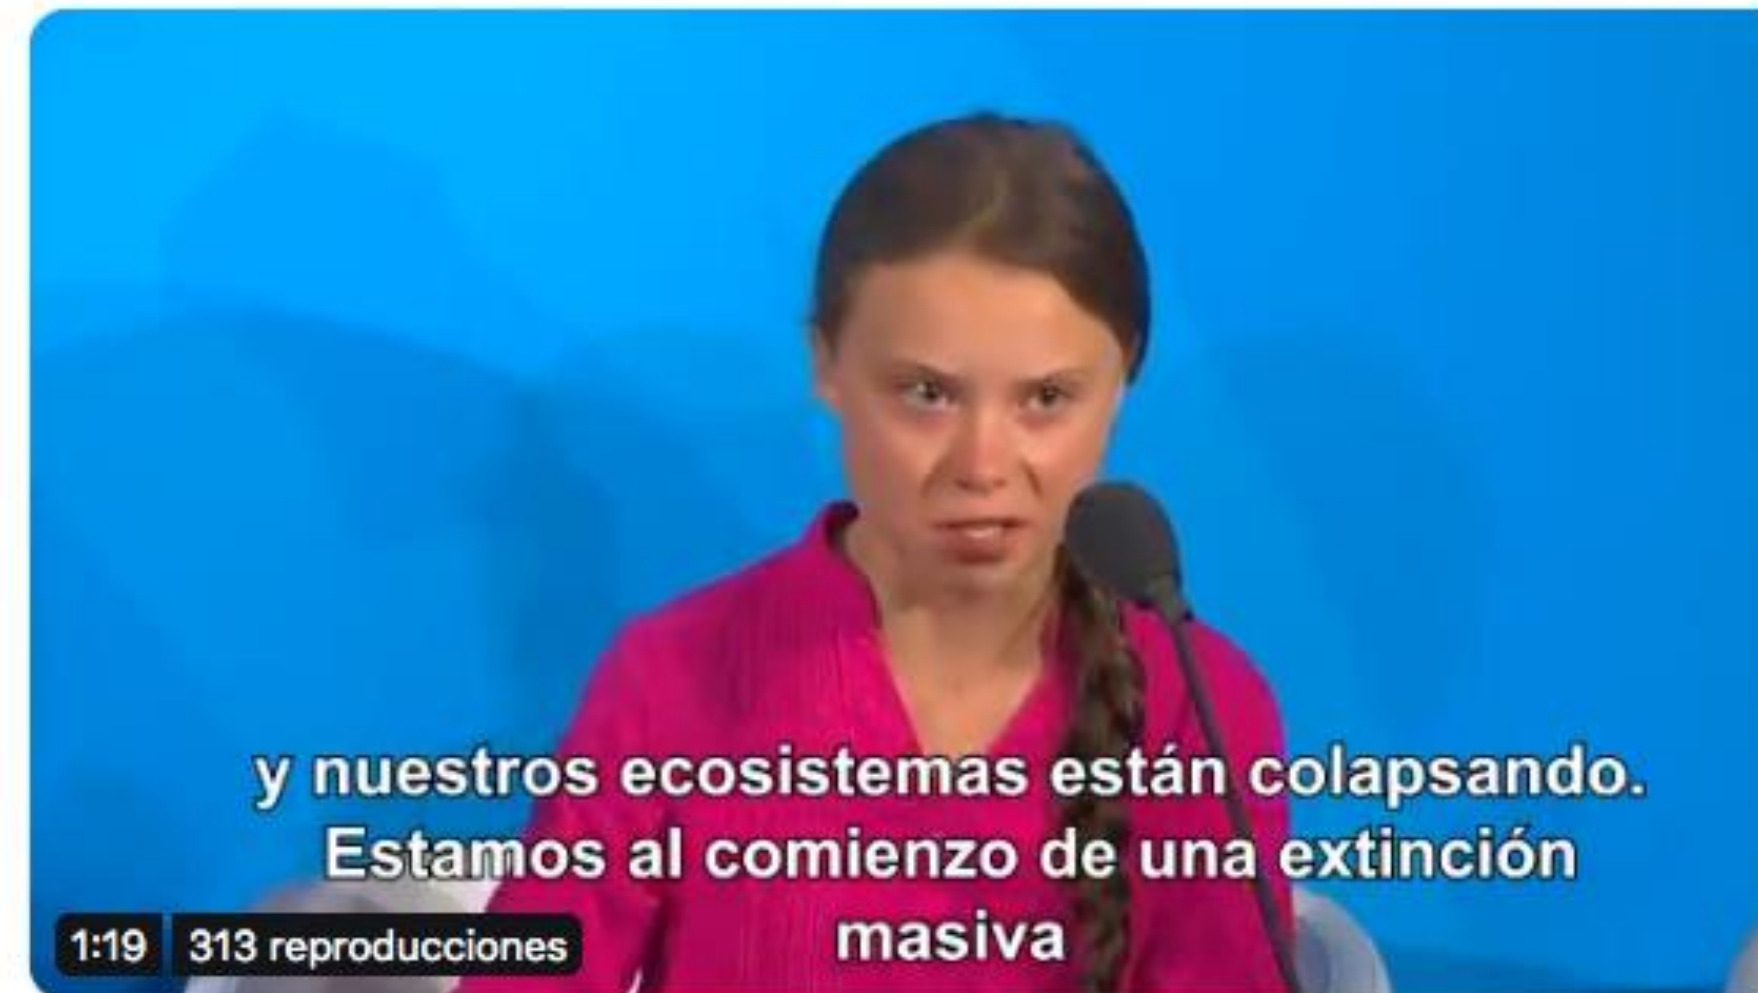 y nuestros ecosistemas están colapsando.
Estamos al comienzo de una extinción
masiva
1:19 313 reproducciones